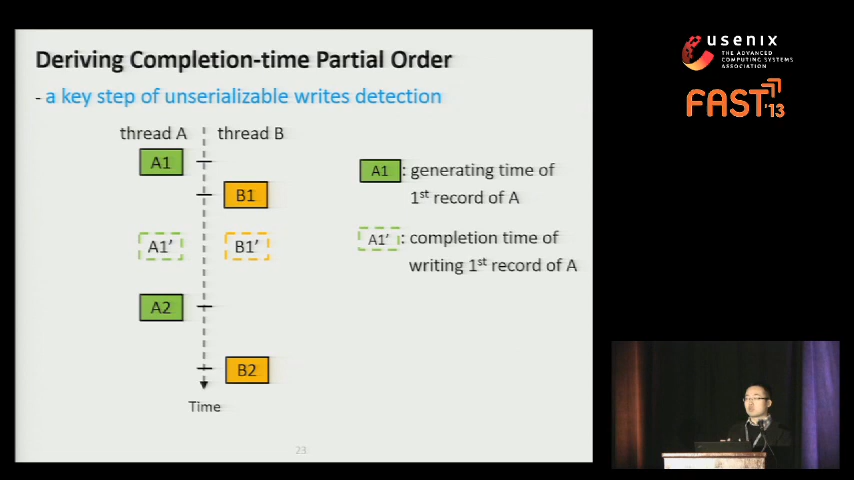 Deriving Completion-time Partial Order
- a key step of unserializable writes detection
thread A thread B
A1
B1
A1' B1'
A2
B2
Time
A1 : generating time of
1st record of A
A1' : completion time of
writing 1st record of A
23
usenix
THE ADVANCED
COMPUTING SYSTEMS
ASSOCIATION
FAST'13